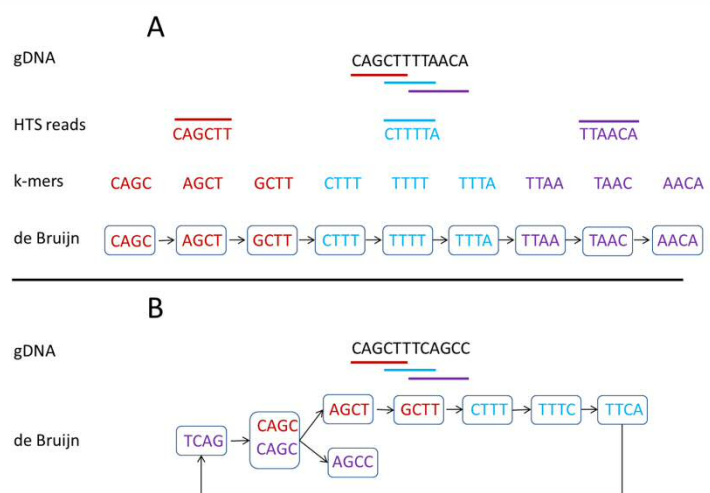 A
gDNA CAGCTTTTAACA
HTS reads CAGCTT CTTTTA TTAACA
k-mers CAGC AGCT GCTT CTTT TTTT TTTA TTAA TAAC AACA
de Bruijn CAGC AGCT GCTT CTTT TTTT TTTA TTAA TAAC AACA
B
gDNA CAGCTTTCAGCC
AGCT GCTT CTTT TTTC TTCA
CAGC
de Bruijn TCAG CAGC
AGCC